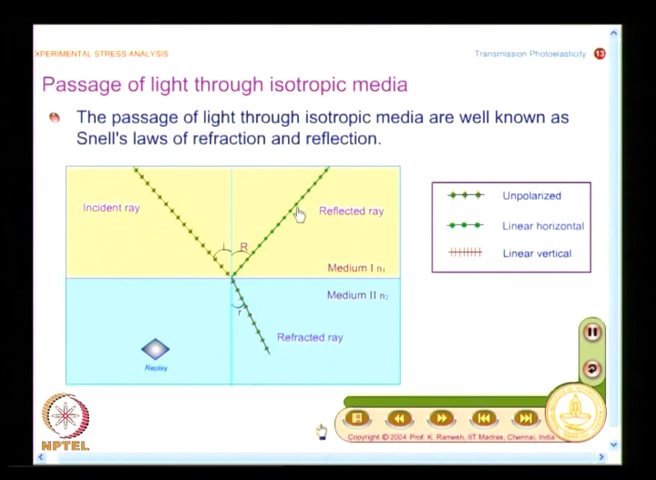 XPERIMENTAL STRESS ANALYSIS
Transmission Photoelasticity 13
Passage of light through isotropic media
The passage of light through isotropic media are well known as
Snell's laws of refraction and reflection.
Incident ray
Reflected ray
i
R
Medium I n₁
Medium II n₂
r
Refracted ray
Replay
Unpolarized
Linear horizontal
Linear vertical
NPTEL
Copyright © 2004 Prof. K. Ramesh, IIT Madras, Chennai, India